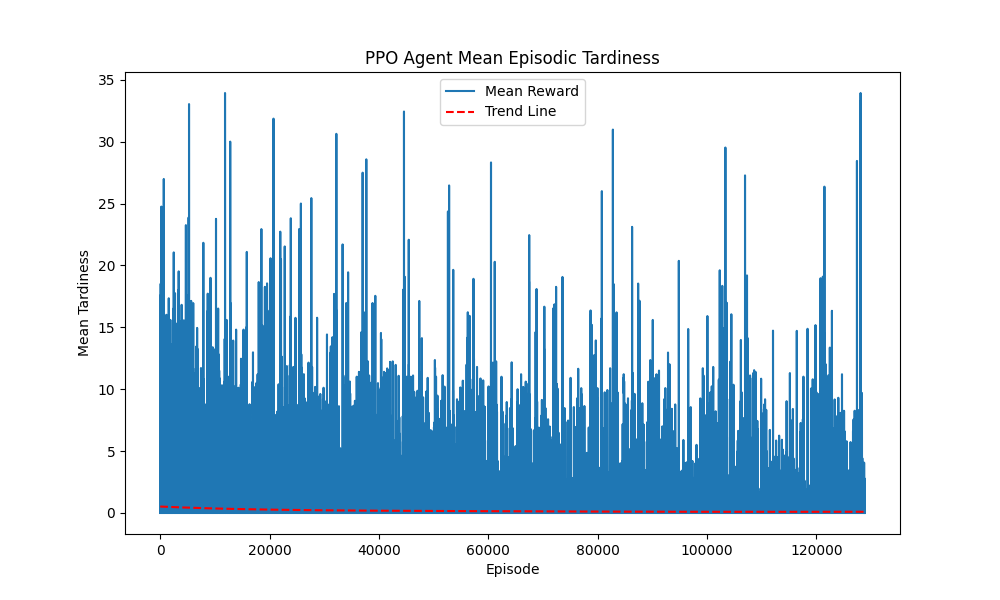 PPO Agent Mean Episodic Tardiness
Mean Reward
Trend Line
Mean Tardiness
35
30
25
20
15
10
5
0
0 20000 40000 60000 80000 100000 120000
Episode